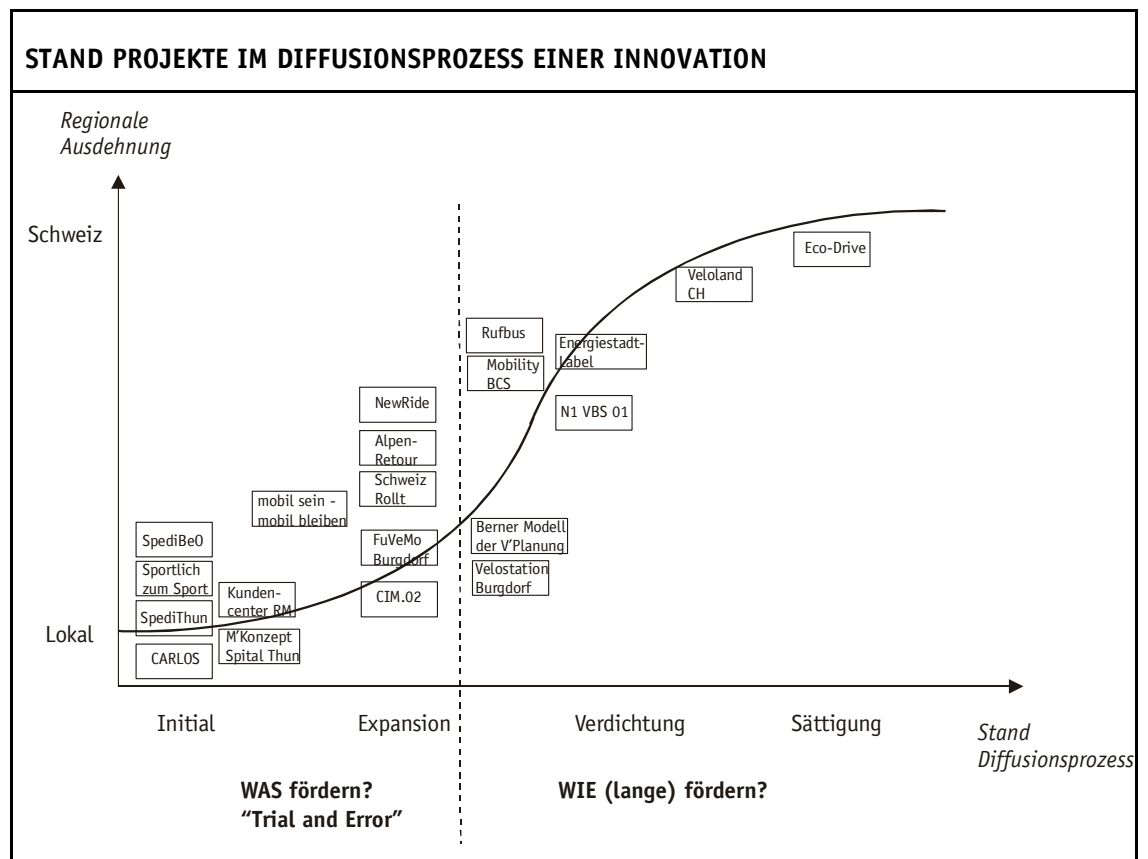 STAND PROJEKTE IM DIFFUSIONSPROZESS EINER INNOVATION
Regionale
Ausdehnung
Schweiz
Eco-Drive
Veloland
CH
Rufbus
Energiestadt-
Label
Mobility
BCS
NewRide
N1 VBS 01
Alpen-
Retour
Schweiz
Rollt
mobil sein -
mobil bleiben
SpediBeO
FuVeMo
Burgdorf
Berner Modell
der V'Planung
Sportlich
zum Sport
Velostation
Burgdorf
Kunden-
center RM
CIM.02
SpediThun
Lokal
M'Konzept
Spital Thun
CARLOS
Initial
Expansion
Verdichtung
Sättigung
Stand
Diffusionsprozess
WAS fördern?
"Trial and Error"
WIE (lange) fördern?